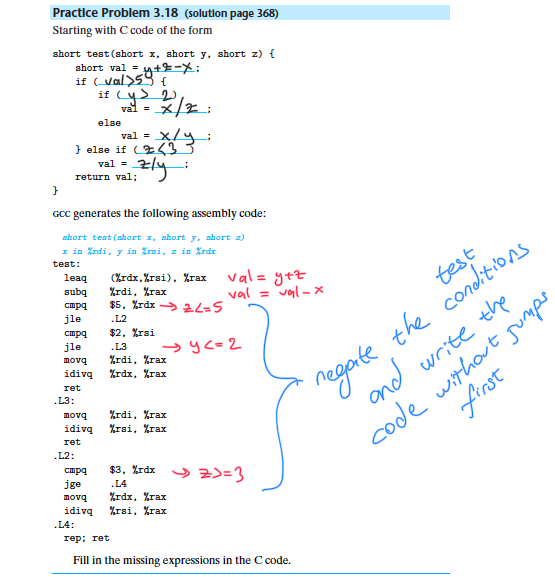 Practice Problem 3.18 (solution page 368)
Starting with C code of the form
short test(short x, short y, short z) {
short val = y+z-x ;
if ( val>5 ) {
if ( y > 2 )
val = x/z ;
else
val = x/y ;
} else if ( z<3 )
val = z/y ;
return val;
}
GCC generates the following assembly code:
short test(short x, short y, short z)
x in %rdi, y in %rsi, z in %rdx
test:
leaq (%rdx,%rsi), %rax val = y+z
subq %rdi, %rax val = val-x
cmpq $5, %rdx → z<=5
jle .L2
cmpq $2, %rsi
jle .L3 → y<=2
movq %rdi, %rax
idivq %rdx, %rax
ret
.L3:
movq %rdi, %rax
idivq %rsi, %rax
ret
.L2:
cmpq $3, %rdx → z>=3
jge .L4
movq %rdx, %rax
idivq %rsi, %rax
.L4:
rep; ret
negate the test conditions
and write the
code without jumps
first
Fill in the missing expressions in the C code.